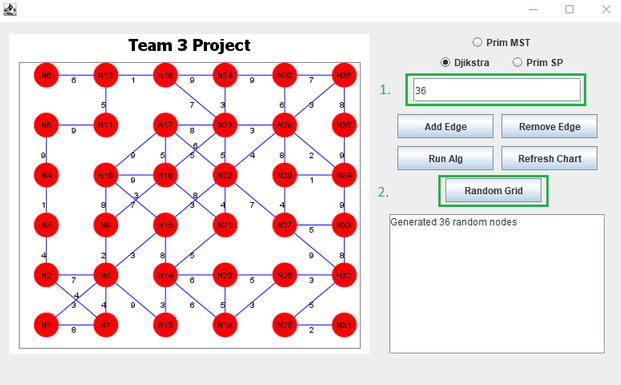 Team 3 Project
N6 6 N12 1 N18 9 N24 9 N30 7 N36
5 7 3 6 3 8
N5 9 N11 N17 8 N23 3 N29 N35
6
9 9 5 5 5 4 8 2 9
N4 N10 9 N16 N22 N28 1 N34
3 8
1 8 7 3 4 7 4
N3 N9 N15 N21 N27 5 N33
4 2 3 8 5 9 8
N2 7 N8 N14 6 N20 5 N26 3 N32
4
3 4 9 3 6 5 3 5
N1 8 N7 N13 N19 N25 2 N31
Prim MST
Djikstra Prim SP
1. 36
Add Edge Remove Edge
Run Alg Refresh Chart
2. Random Grid
Generated 36 random nodes